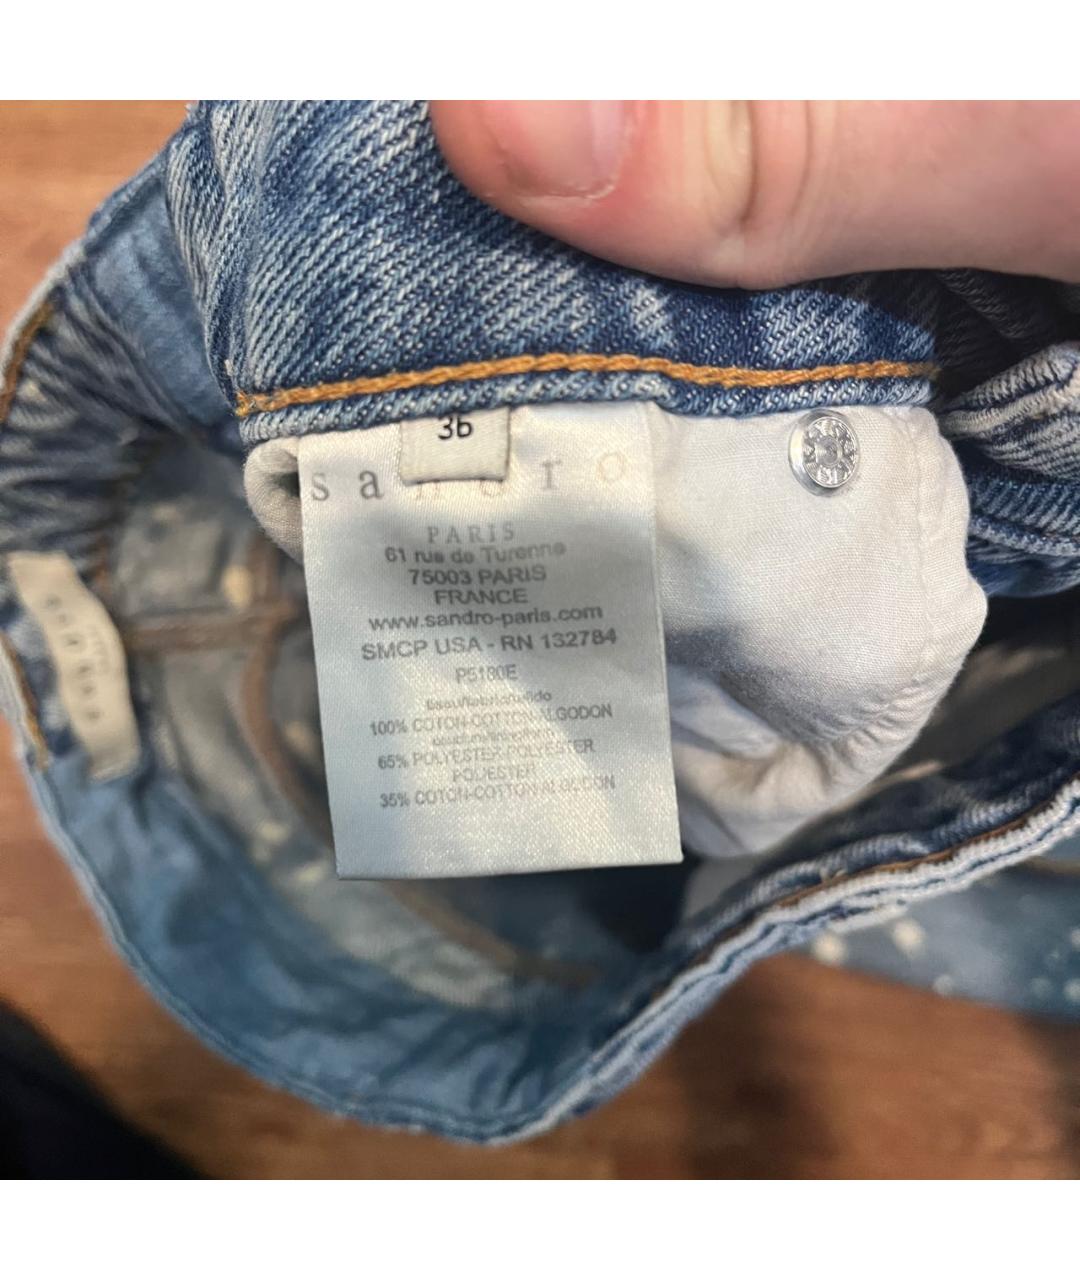 36
sandro
PARIS
61 rue de Turenne
75003 PARIS
FRANCE
www.sandro-paris.com
SMCP USA - RN 132784
P5180E
100% COTON-COTTON-ALGODON
65% POLYESTER-POLYESTER
POLIESTER
35% COTON-COTTON-ALGODON